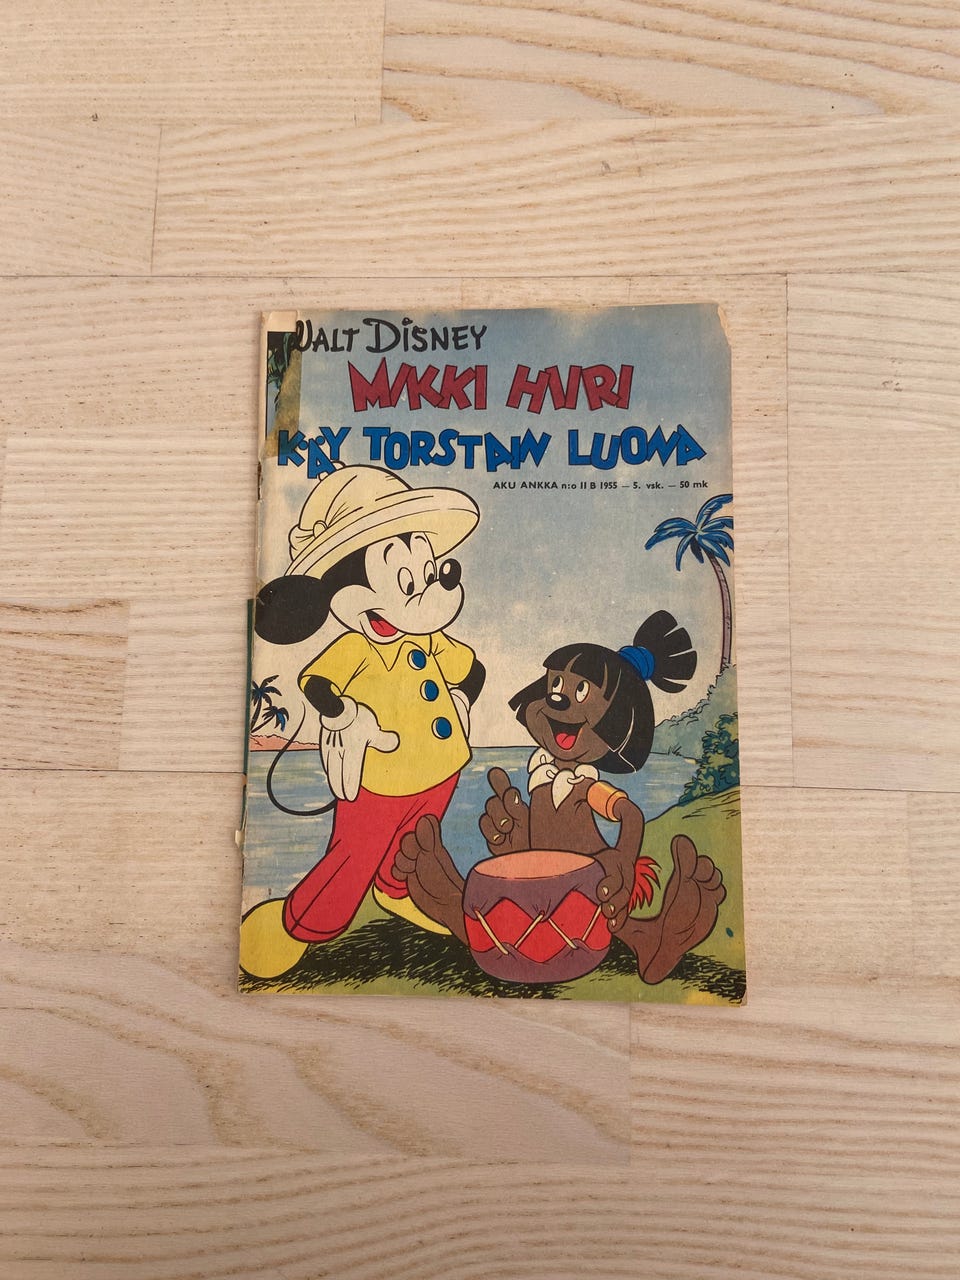 WALT DISNEY
MIKKI HIIRI
KÄY TORSTAIN LUONA
AKU ANKKA n:o 11 B 1955 — 5. vsk. — 50 mk